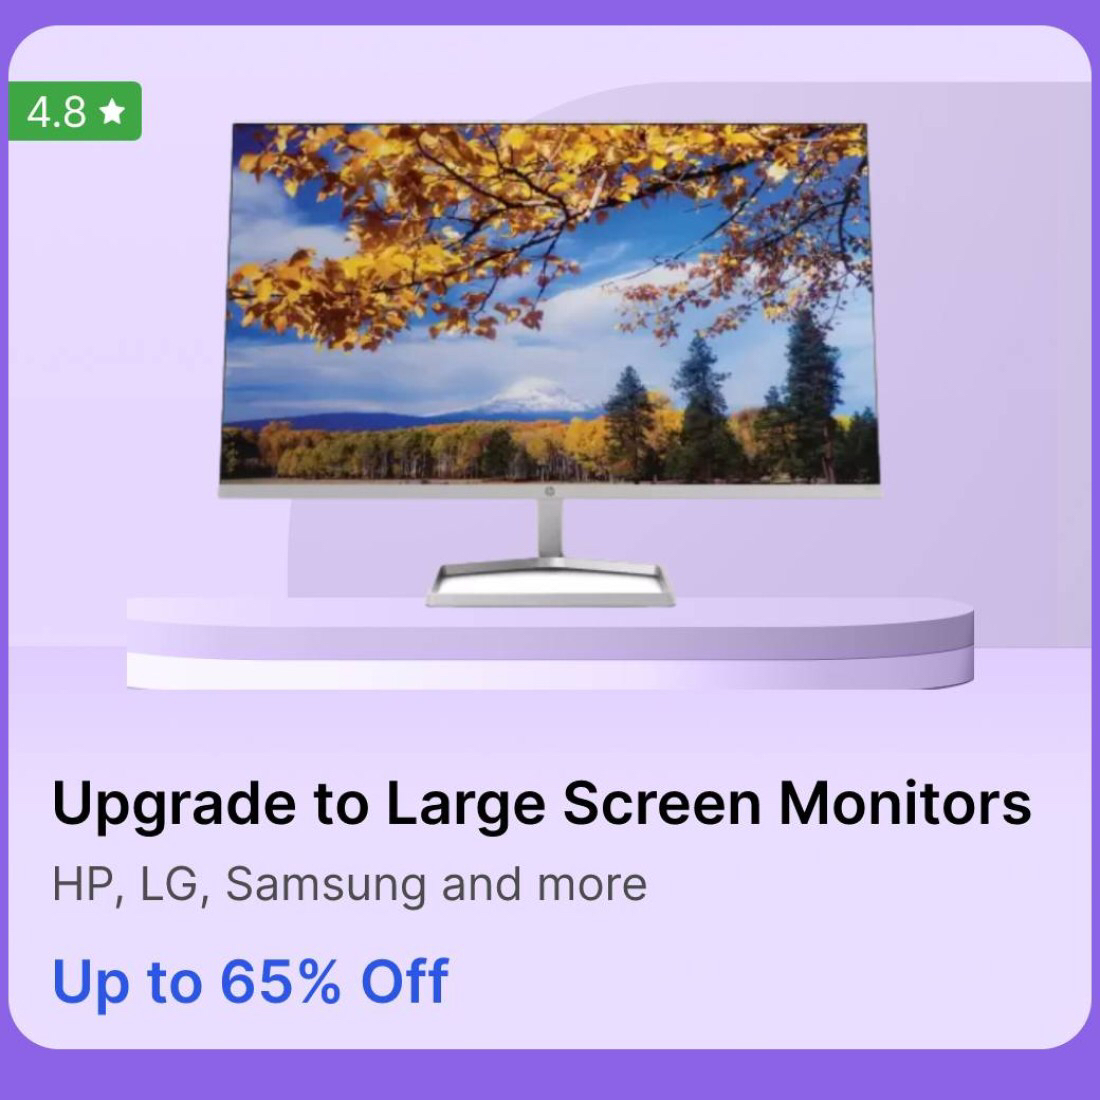 4.8 ★
Upgrade to Large Screen Monitors
HP, LG, Samsung and more
Up to 65% Off